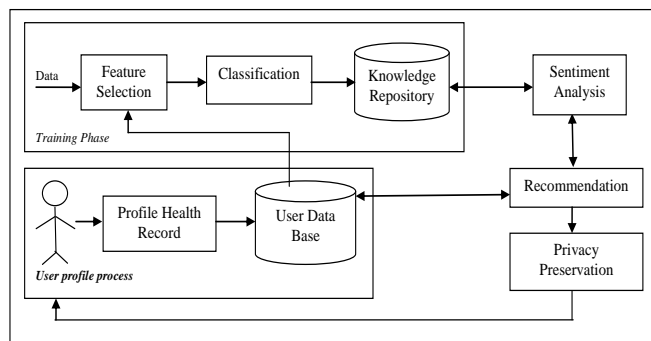 Data
Feature
Selection
Classification
Knowledge
Repository
Sentiment
Analysis
Training Phase
Profile Health
Record
User Data
Base
Recommendation
User profile process
Privacy
Preservation